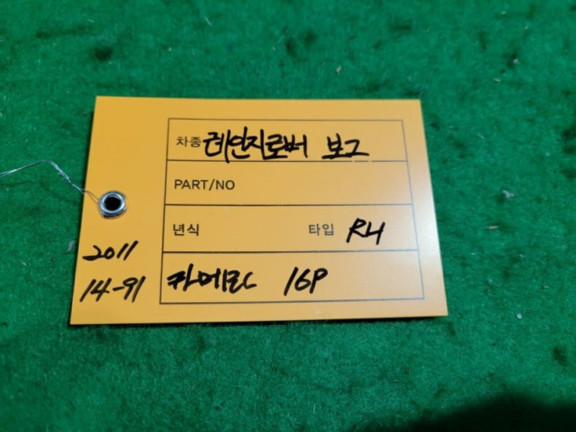 차종 레인지로버 보그
PART/NO
년식 타입 RH
카메라 16P
2011
14-91